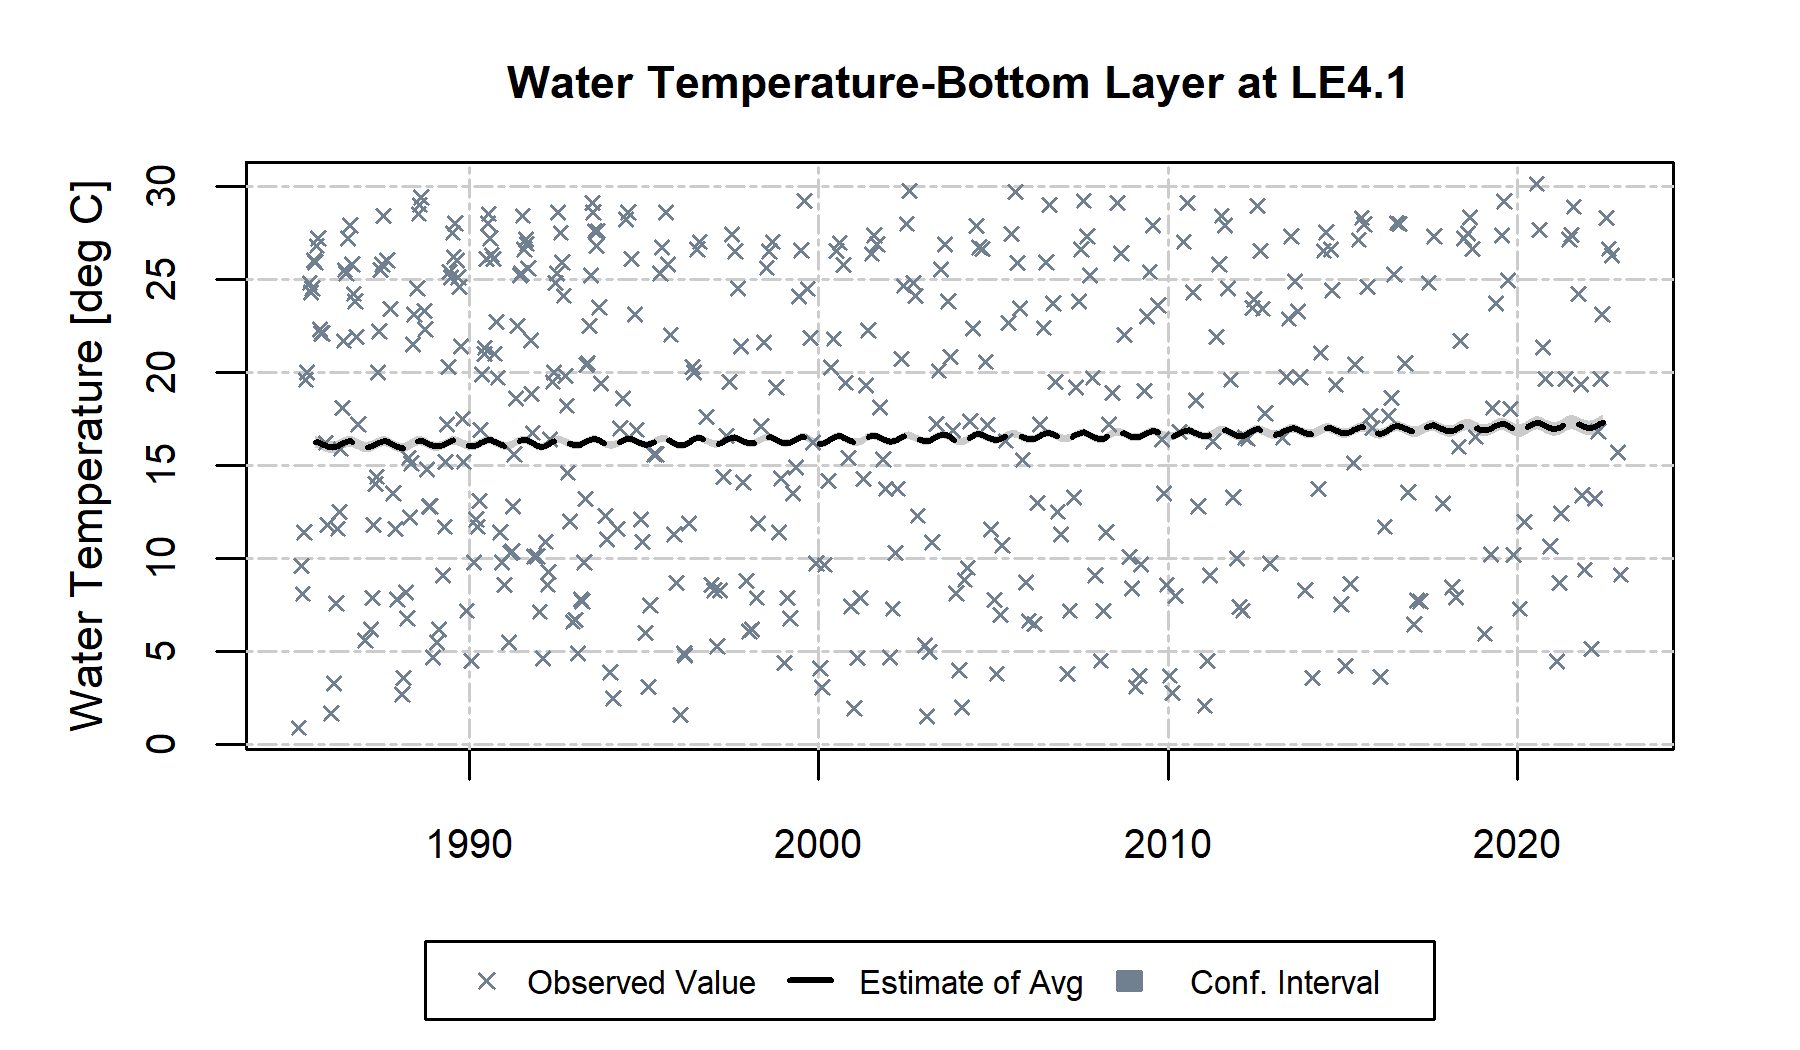 Water Temperature-Bottom Layer at LE4.1
Water Temperature [deg C]
30
25
20
15
10
5
0
1990 2000 2010 2020
Observed Value Estimate of Avg Conf. Interval